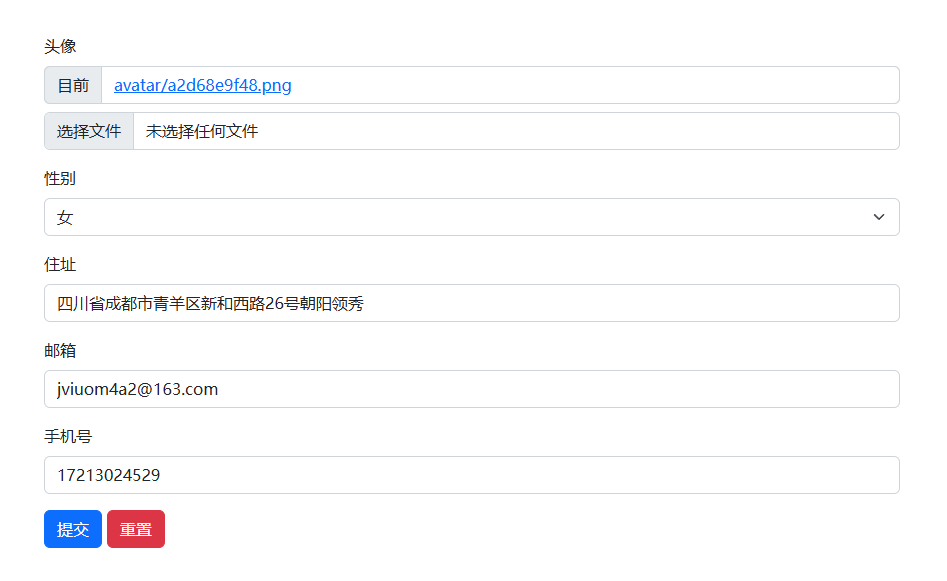 头像
目前 avatar/a2d68e9f48.png
选择文件 未选择任何文件
性别
女
住址
四川省成都市青羊区新和西路26号朝阳领秀
邮箱
jviuom4a2@163.com
手机号
17213024529
提交 重置